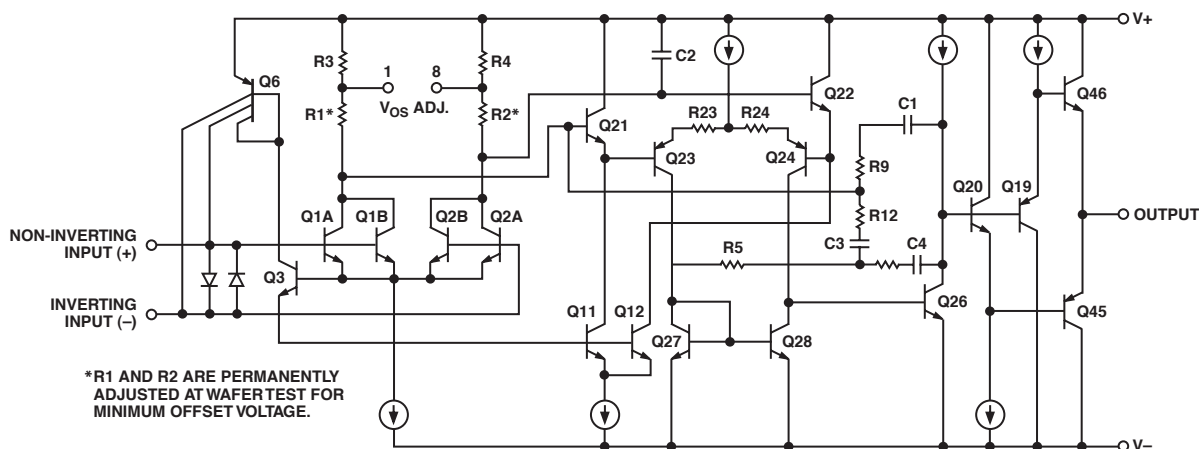 V+
R3
R4
C2
Q6
1
8
V_OS ADJ.
R1*
R2*
Q21
R23
R24
Q22
C1
Q46
Q23
Q24
R9
Q20
Q19
R12
OUTPUT
Q1A
Q1B
Q2B
Q2A
NON-INVERTING
INPUT (+)
R5
C3
C4
Q3
INVERTING
INPUT (–)
Q11
Q12
Q27
Q28
Q26
Q45
*R1 AND R2 ARE PERMANENTLY
ADJUSTED AT WAFER TEST FOR
MINIMUM OFFSET VOLTAGE.
V–